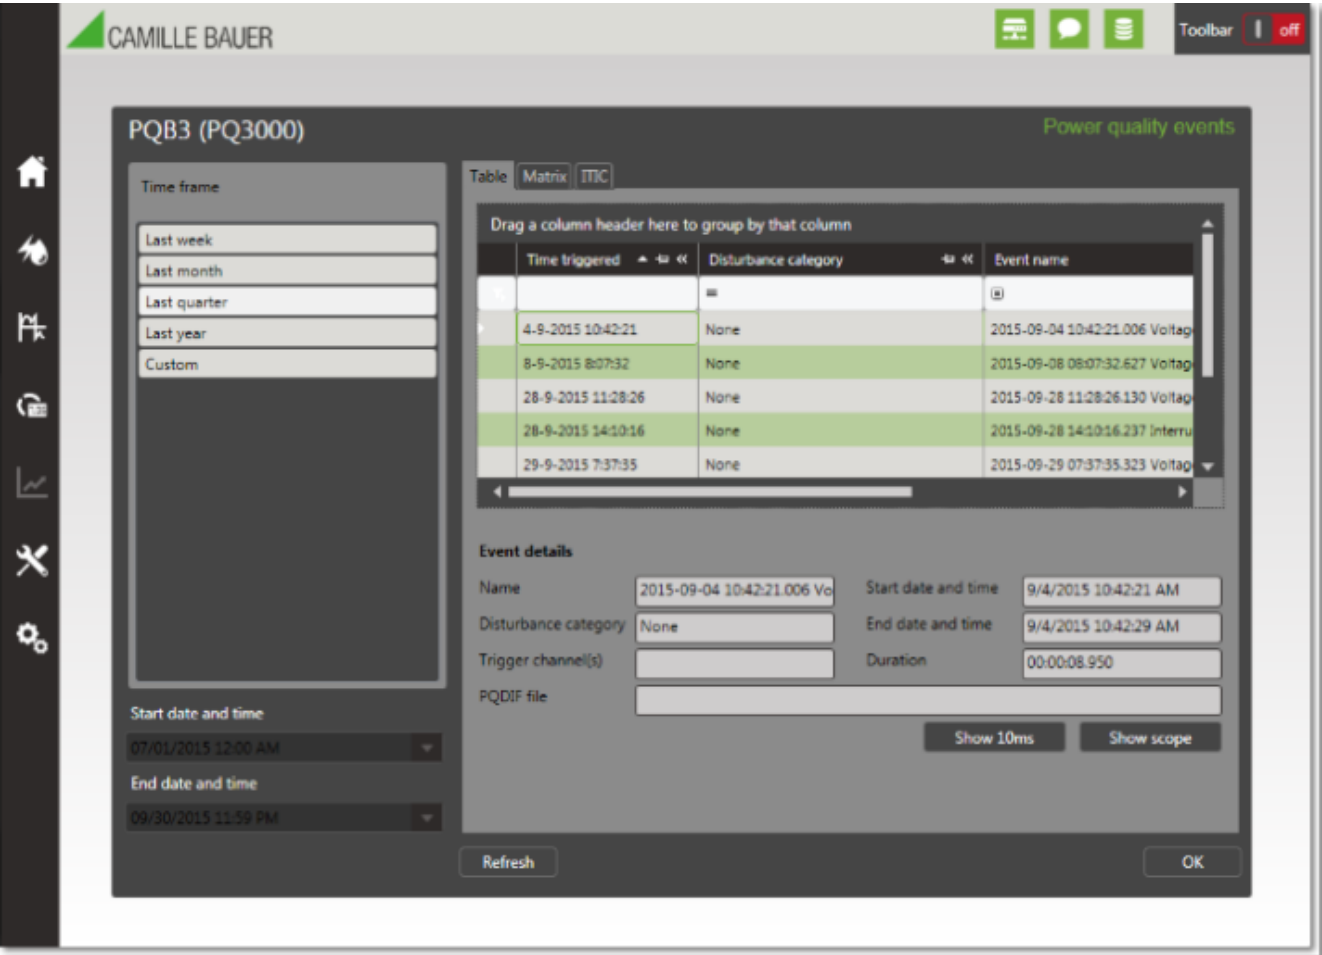 CAMILLE BAUER
Toolbar off
PQB3 (PQ3000)
Power quality events
Time frame
Last week
Last month
Last quarter
Last year
Custom
Start date and time
07/01/2015 12:00 AM
End date and time
09/30/2015 11:59 PM
Table Matrix ITIC
Drag a column header here to group by that column
Time triggered Disturbance category Event name
=
4-9-2015 10:42:21 None 2015-09-04 10:42:21.006 Voltag
8-9-2015 8:07:32 None 2015-09-08 08:07:32.627 Voltag
28-9-2015 11:28:26 None 2015-09-28 11:28:26.130 Voltag
28-9-2015 14:10:16 None 2015-09-28 14:10:16.237 Interru
29-9-2015 7:37:35 None 2015-09-29 07:37:35.323 Voltag
Event details
Name 2015-09-04 10:42:21.006 Vo Start date and time 9/4/2015 10:42:21 AM
Disturbance category None End date and time 9/4/2015 10:42:29 AM
Trigger channel(s) Duration 00:00:08.950
PQDIF file
Show 10ms Show scope
Refresh OK